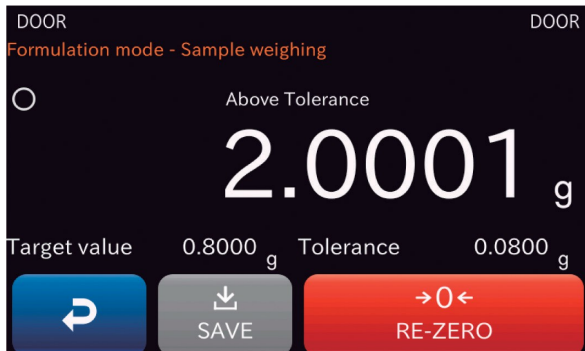 DOOR DOOR
Formulation mode - Sample weighing
Above Tolerance
2.0001 g
Target value 0.8000 g Tolerance 0.0800 g
→0←
SAVE RE-ZERO